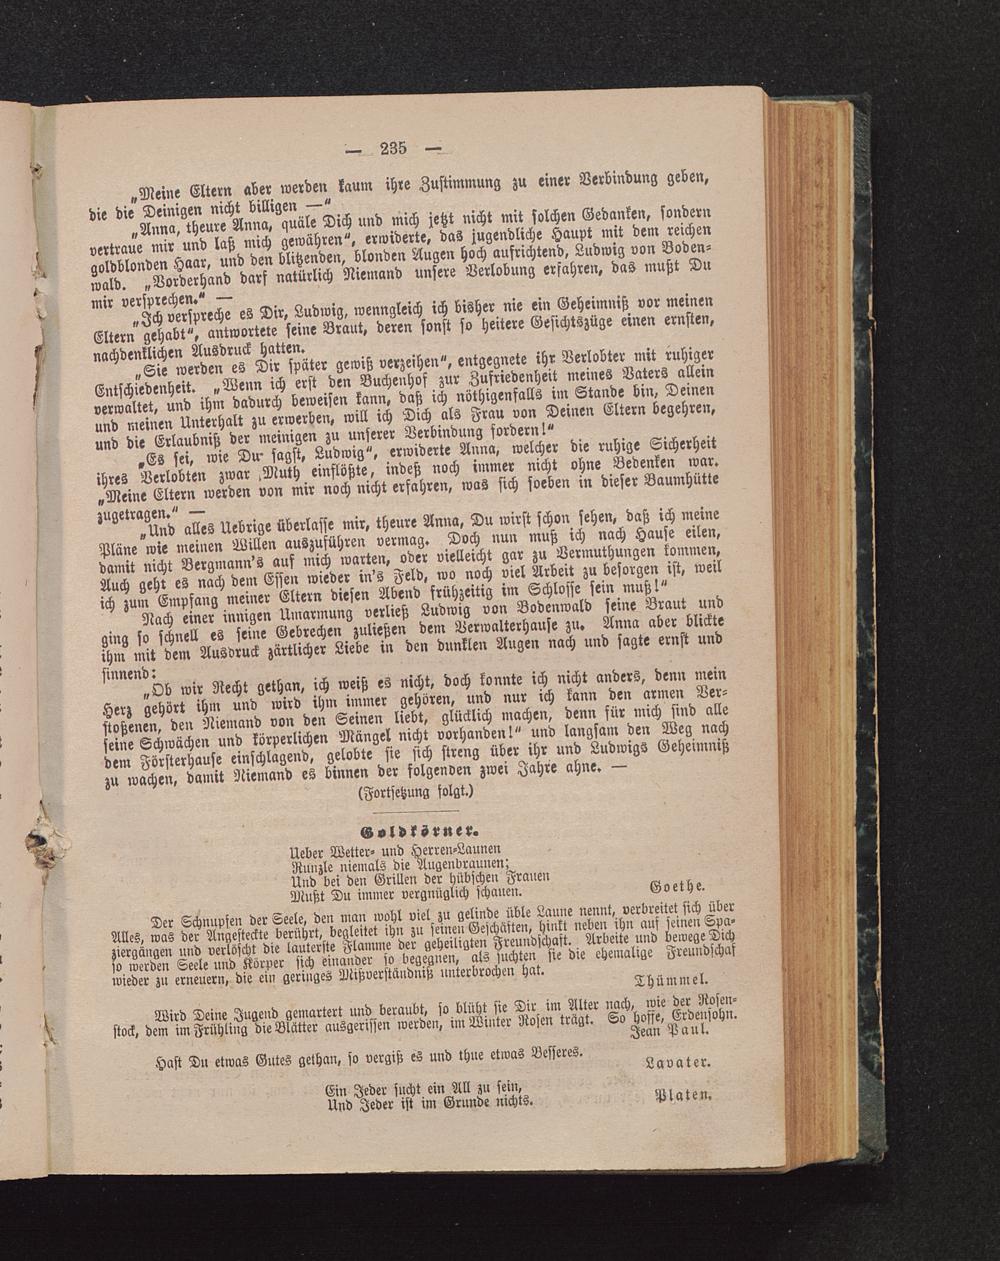 — 235 —
„Meine Eltern aber werden kaum ihre Zustimmung zu einer Verbindung geben,
die die Deinigen nicht billigen —“
„Anna, theure Anna, quäle Dich und mich jetzt nicht mit solchen Gedanken, sondern
vertraue mir und laß mich gewähren“, erwiderte, das jugendliche Haupt mit dem reichen
goldblonden Haar, und den blitzenden, blonden Augen hoch aufrichtend, Ludwig von Boden-
wald. „Vorderhand darf natürlich Niemand unsere Verlobung erfahren, das mußt Du
mir versprechen.“ —
„Ich verspreche es Dir, Ludwig, wenngleich ich bisher nie ein Geheimniß vor meinen
Eltern gehabt“, antwortete seine Braut, deren sonst so heitere Gesichtszüge einen ernsten,
nachdenklichen Ausdruck hatten.
„Sie werden es Dir später gewiß verzeihen“, entgegnete ihr Verlobter mit ruhiger
Entschiedenheit. „Wenn ich erst den Buchenhof zur Zufriedenheit meines Vaters allein
verwaltet, und ihm dadurch beweisen kann, daß ich nöthigenfalls im Stande bin, Deinen
und meinen Unterhalt zu erwerben, will ich Dich als Frau von Deinen Eltern begehren,
und die Erlaubniß der meinigen zu unserer Verbindung fordern!“
„Es sei, wie Du sagst, Ludwig“, erwiderte Anna, welcher die ruhige Sicherheit
ihres Verlobten zwar Muth einflößte, indeß noch immer nicht ohne Bedenken war.
„Meine Eltern werden von mir noch nicht erfahren, was sich soeben in dieser Baumhütte
zugetragen.“ —
„Und alles Uebrige überlasse mir, theure Anna, Du wirst schon sehen, daß ich meine
Pläne wie meinen Willen auszuführen vermag. Doch nun muß ich nach Hause eilen,
damit nicht Bergmann's auf mich warten, oder vielleicht gar zu Vermuthungen kommen,
Auch geht es nach dem Essen wieder in's Feld, wo noch viel Arbeit zu besorgen ist, weil
ich zum Empfang meiner Eltern diesen Abend frühzeitig im Schlosse sein muß!“
Nach einer innigen Umarmung verließ Ludwig von Bodenwald seine Braut und
ging so schnell es seine Gebrechen zuließen dem Verwalterhause zu. Anna aber blickte
ihm mit dem Ausdruck zärtlicher Liebe in den dunklen Augen nach und sagte ernst und
sinnend:
„Ob wir Recht gethan, ich weiß es nicht, doch konnte ich nicht anders, denn mein
Herz gehört ihm und wird ihm immer gehören, und nur ich kann den armen Ver-
stoßenen, den Niemand von den Seinen liebt, glücklich machen, denn für mich sind alle
seine Schwächen und körperlichen Mängel nicht vorhanden!“ und langsam den Weg nach
dem Försterhause einschlagend, gelobte sie sich streng über ihr und Ludwigs Geheimniß
zu wachen, damit Niemand es binnen der folgenden zwei Jahre ahne. —
(Fortsetzung folgt.)
Goldkörner.
Ueber Wetter- und Herren-Launen
Runzle niemals die Augenbraunen;
Und bei den Grillen der hübschen Frauen
Mußt Du immer vergnüglich schauen.
Goethe.
Der Schnupfen der Seele, den man wohl viel zu gelinde üble Laune nennt, verbreitet sich über
Alles, was der Angesteckte berührt, begleitet ihn zu seinen Geschäften, hinkt neben ihn auf seinen Spa-
ziergängen und verlöscht die lauterste Flamme der geheiligten Freundschaft. Arbeite und bewege Dich
so werden Seele und Körper sich einander so begegnen, als suchten sie die ehemalige Freundschaf
wieder zu erneuern, die ein geringes Mißverständniß unterbrochen hat.
Thümmel.
Wird Deine Jugend gemartert und beraubt, so blüht sie Dir im Alter nach, wie der Rosen-
stock, dem im Frühling die Blätter ausgerissen werden, im Winter Rosen trägt. So hoffe, Erdensohn.
Jean Paul.
Hast Du etwas Gutes gethan, so vergiß es und thue etwas Besseres.
Lavater.
Ein Jeder sucht ein All zu sein,
Und Jeder ist im Grunde nichts.
Platen.